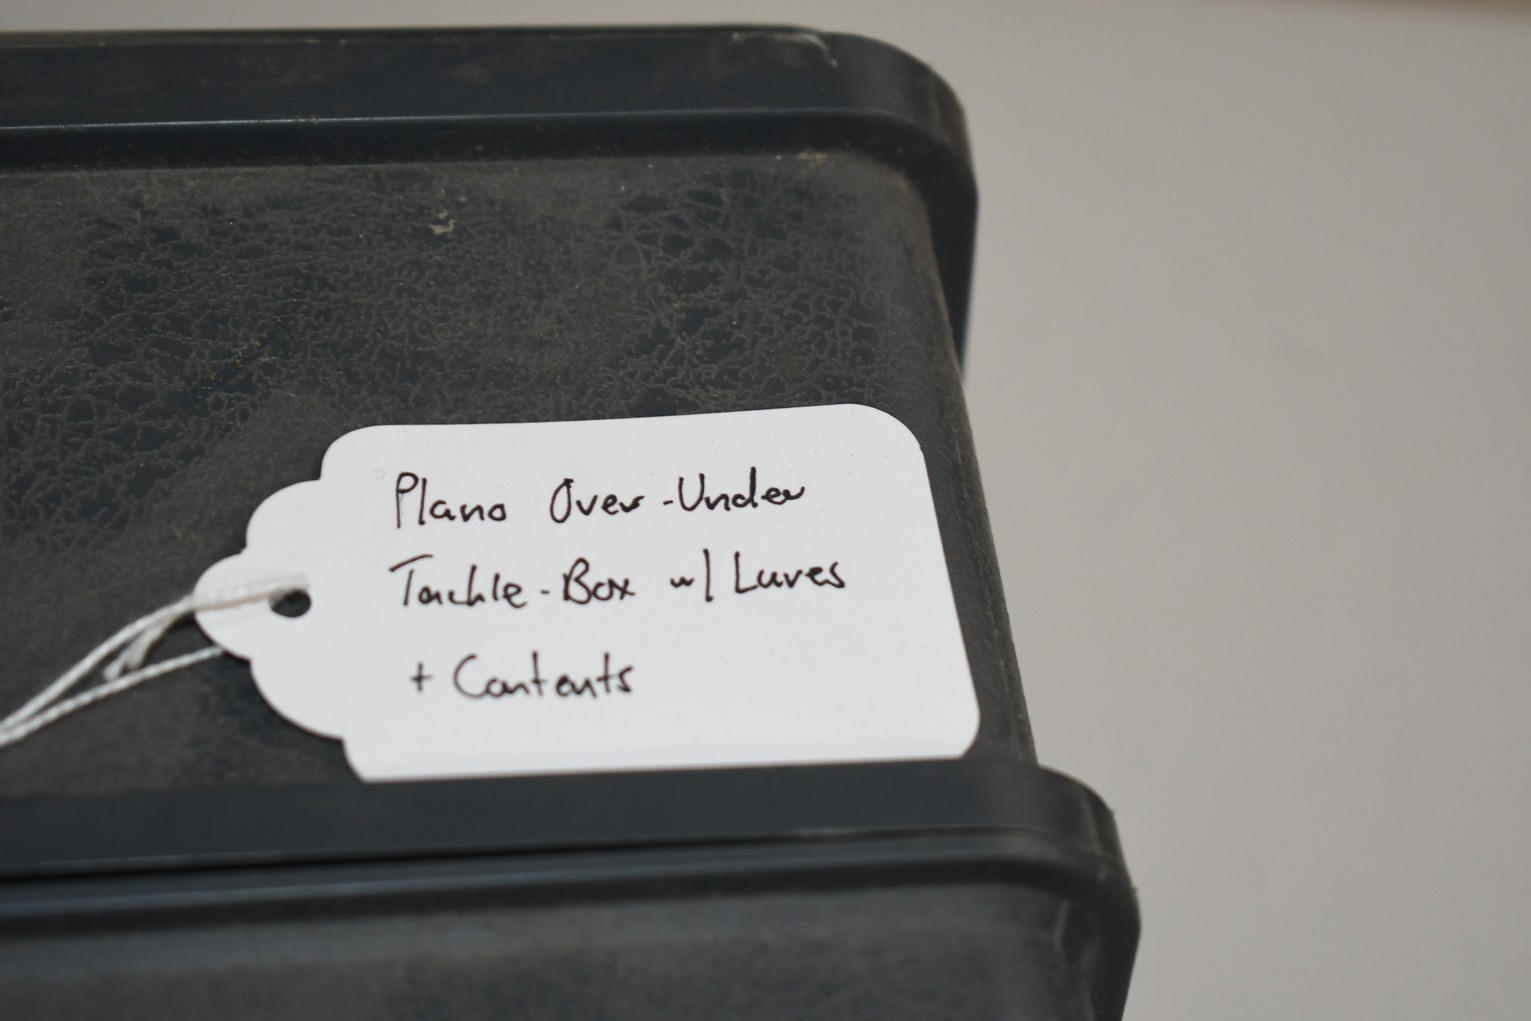 Plano Over-Under
Tackle-Box w/ Lures
+ Contents